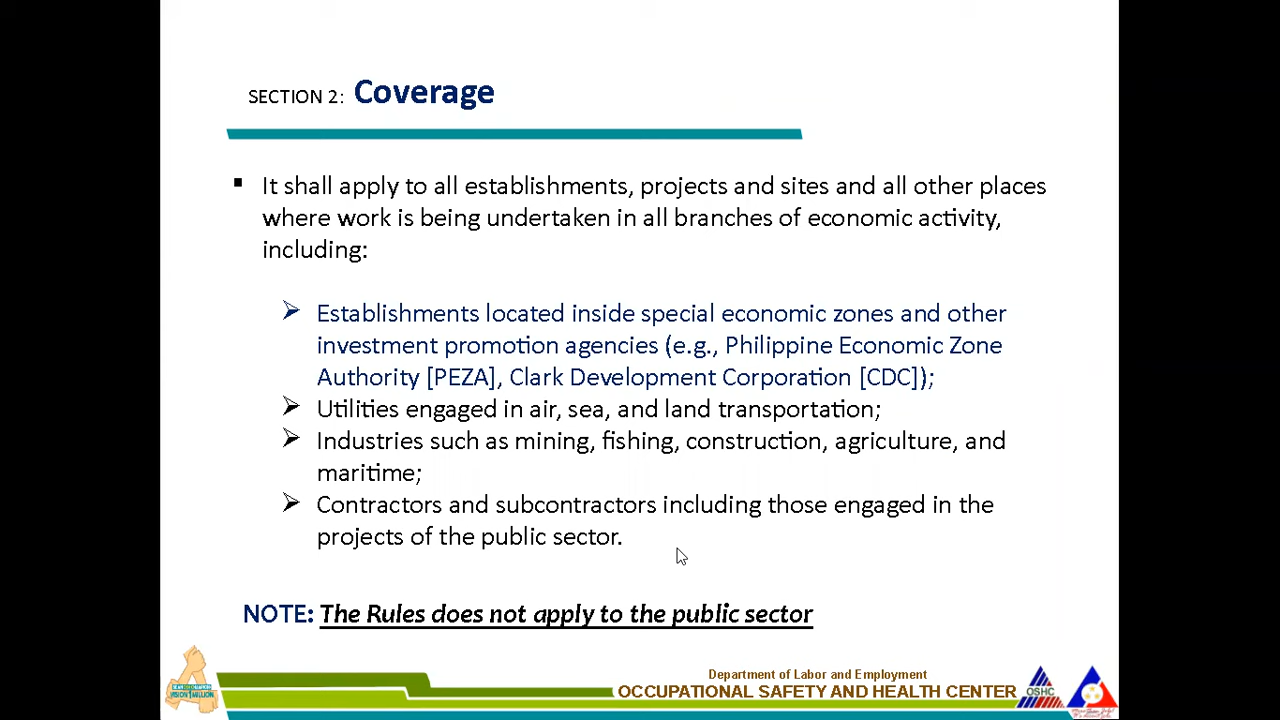 SECTION 2: Coverage
▪ It shall apply to all establishments, projects and sites and all other places
where work is being undertaken in all branches of economic activity,
including:
➢ Establishments located inside special economic zones and other
investment promotion agencies (e.g., Philippine Economic Zone
Authority [PEZA], Clark Development Corporation [CDC]);
➢ Utilities engaged in air, sea, and land transportation;
➢ Industries such as mining, fishing, construction, agriculture, and
maritime;
➢ Contractors and subcontractors including those engaged in the
projects of the public sector.
NOTE: The Rules does not apply to the public sector
Department of Labor and Employment
OCCUPATIONAL SAFETY AND HEALTH CENTER
OSHC